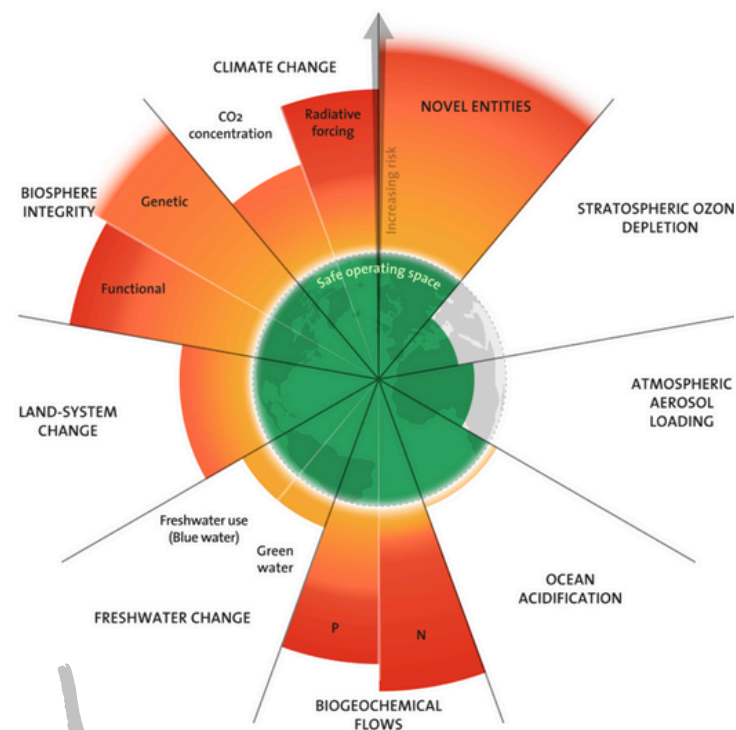 CLIMATE CHANGE
CO2
concentration
Radiative
forcing
Increasing risk
NOVEL ENTITIES
STRATOSPHERIC OZON
DEPLETION
BIOSPHERE
INTEGRITY
Genetic
Functional
Safe operating space
LAND-SYSTEM
CHANGE
ATMOSPHERIC
AEROSOL
LOADING
Freshwater use
(Blue water)
Green
water
FRESHWATER CHANGE
P
N
BIOGEOCHEMICAL
FLOWS
OCEAN
ACIDIFICATION